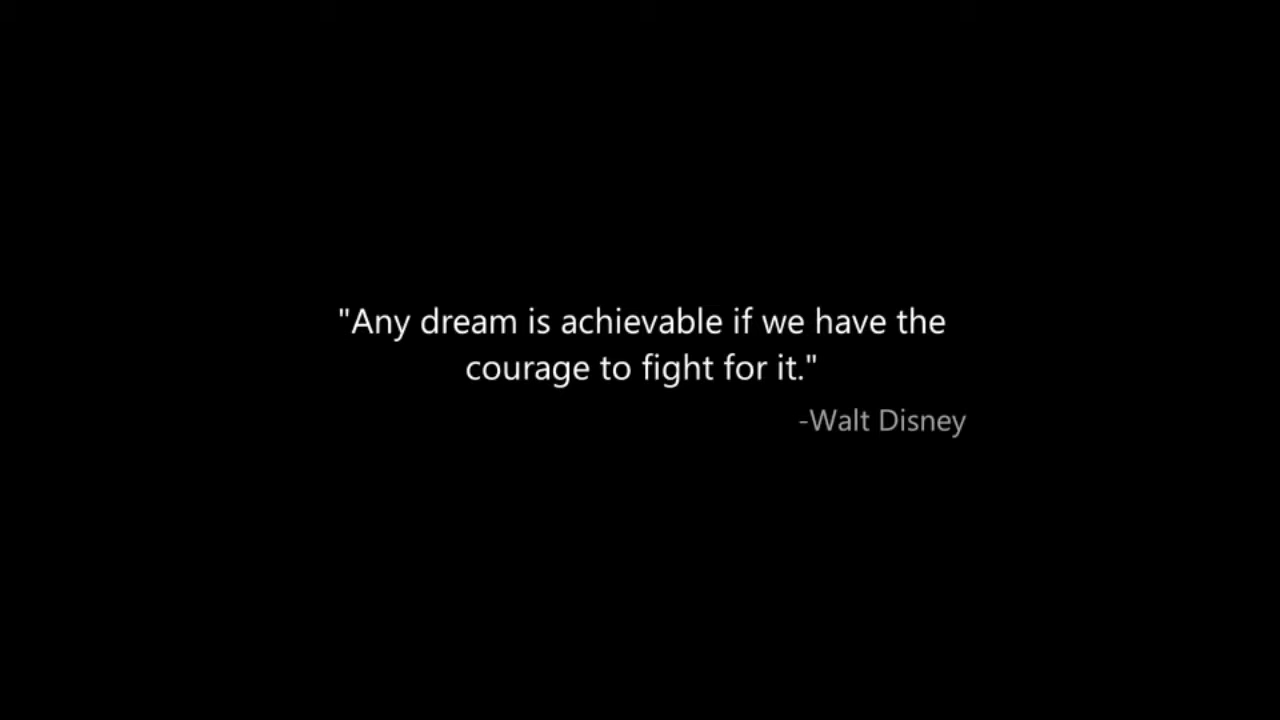 "Any dream is achievable if we have the
courage to fight for it."
-Walt Disney